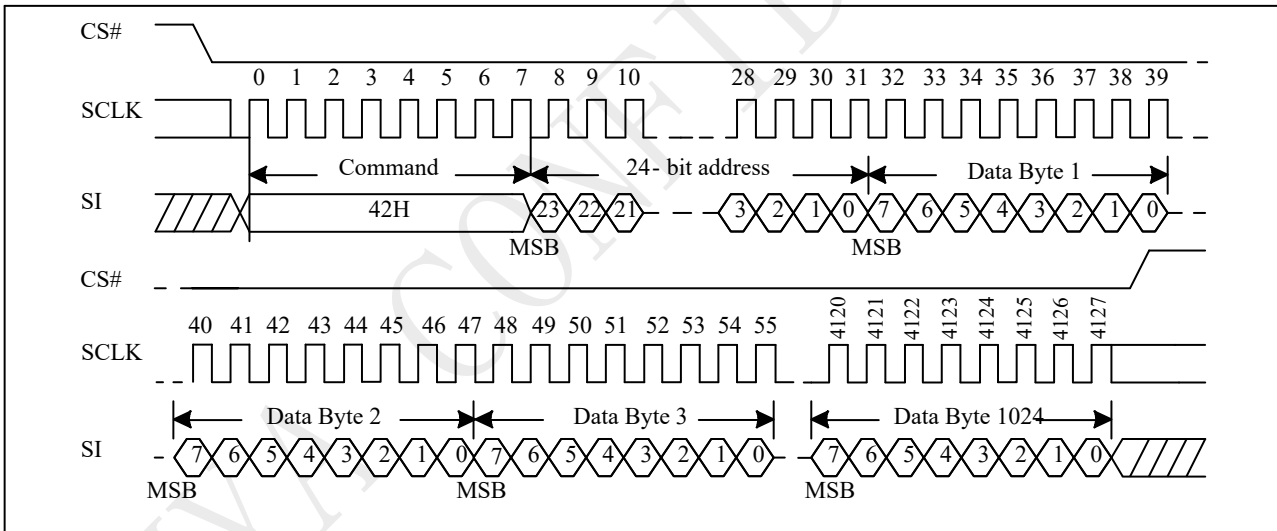 CS#
0 1 2 3 4 5 6 7 8 9 10 28 29 30 31 32 33 34 35 36 37 38 39
SCLK
Command 24- bit address Data Byte 1
SI 42H 23 22 21 3 2 1 0 7 6 5 4 3 2 1 0
MSB MSB
CS#
40 41 42 43 44 45 46 47 48 49 50 51 52 53 54 55 4120 4121 4122 4123 4124 4125 4126 4127
SCLK
Data Byte 2 Data Byte 3 Data Byte 1024
SI 7 6 5 4 3 2 1 0 7 6 5 4 3 2 1 0 7 6 5 4 3 2 1 0
MSB MSB MSB